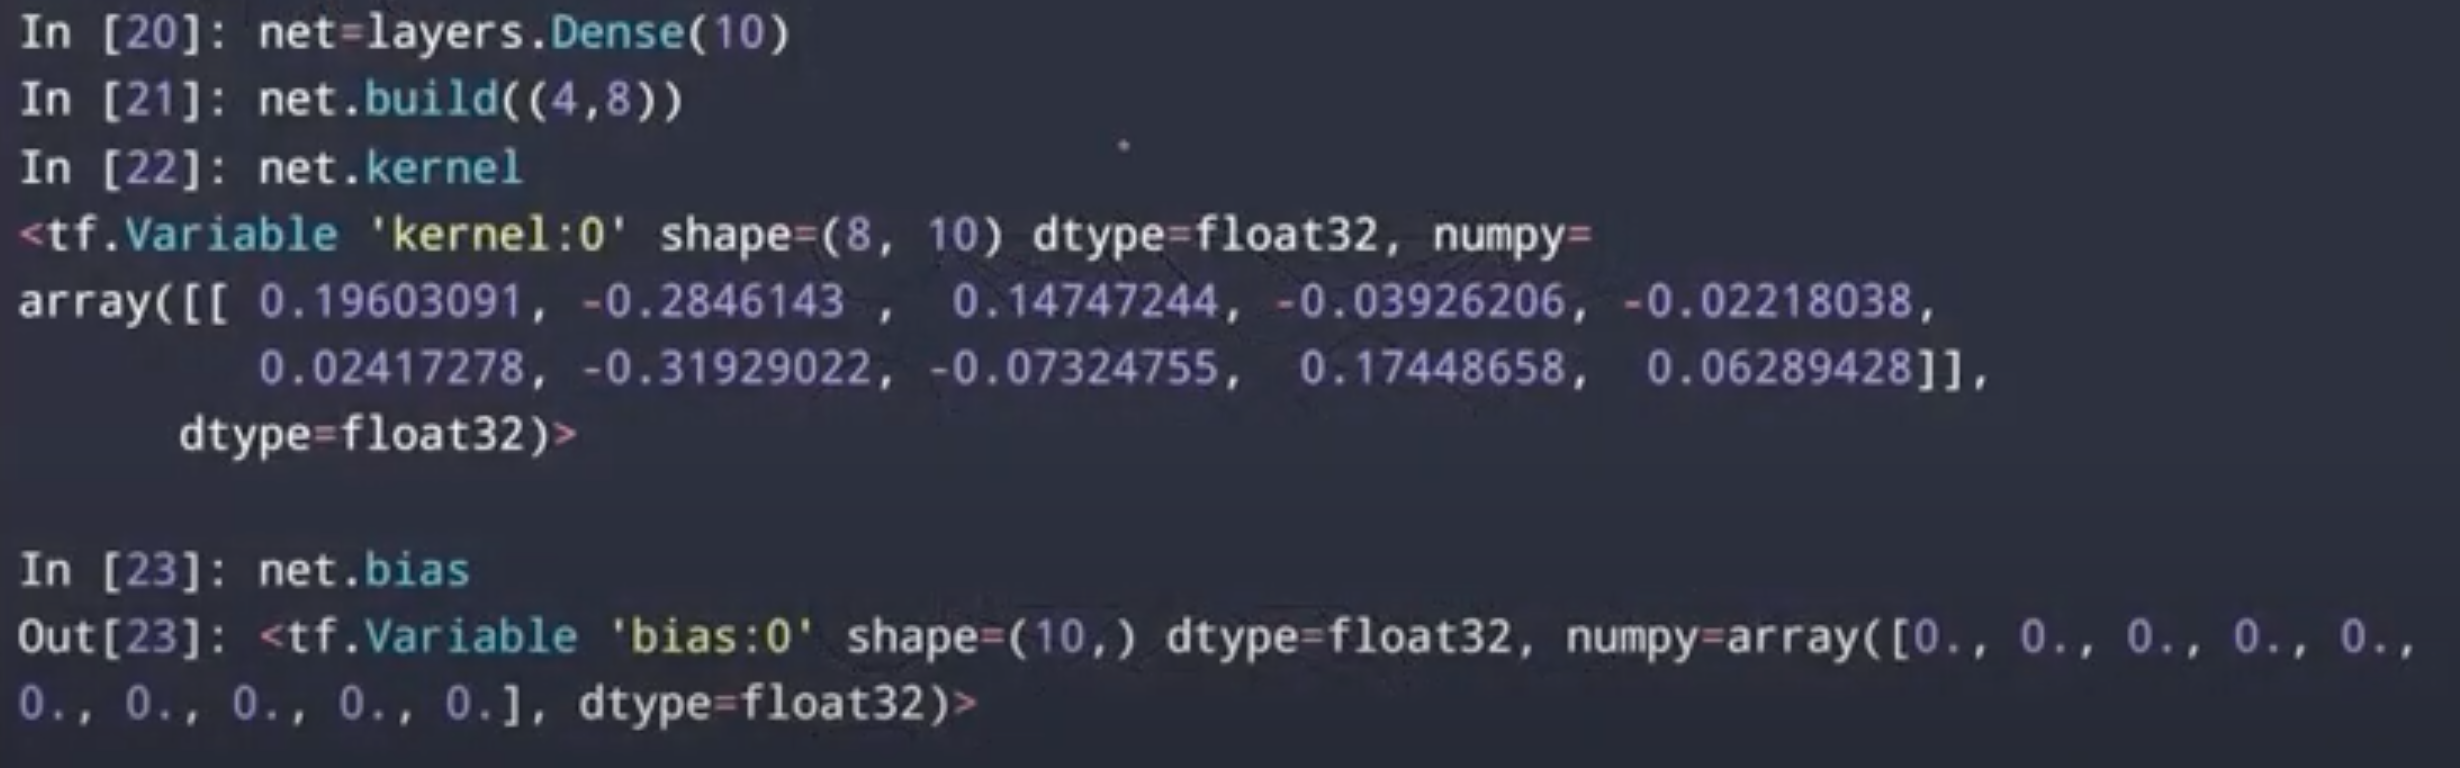 In [20]: net=layers.Dense(10)
In [21]: net.build((4,8))
In [22]: net.kernel
<tf.Variable 'kernel:0' shape=(8, 10) dtype=float32, numpy=
array([[ 0.19603091, -0.2846143 ,  0.14747244, -0.03926206, -0.02218038,
         0.02417278, -0.31929022, -0.07324755,  0.17448658,  0.06289428]],
      dtype=float32)>
In [23]: net.bias
Out[23]: <tf.Variable 'bias:0' shape=(10,) dtype=float32, numpy=array([0., 0., 0., 0., 0.,
0., 0., 0., 0., 0.], dtype=float32)>